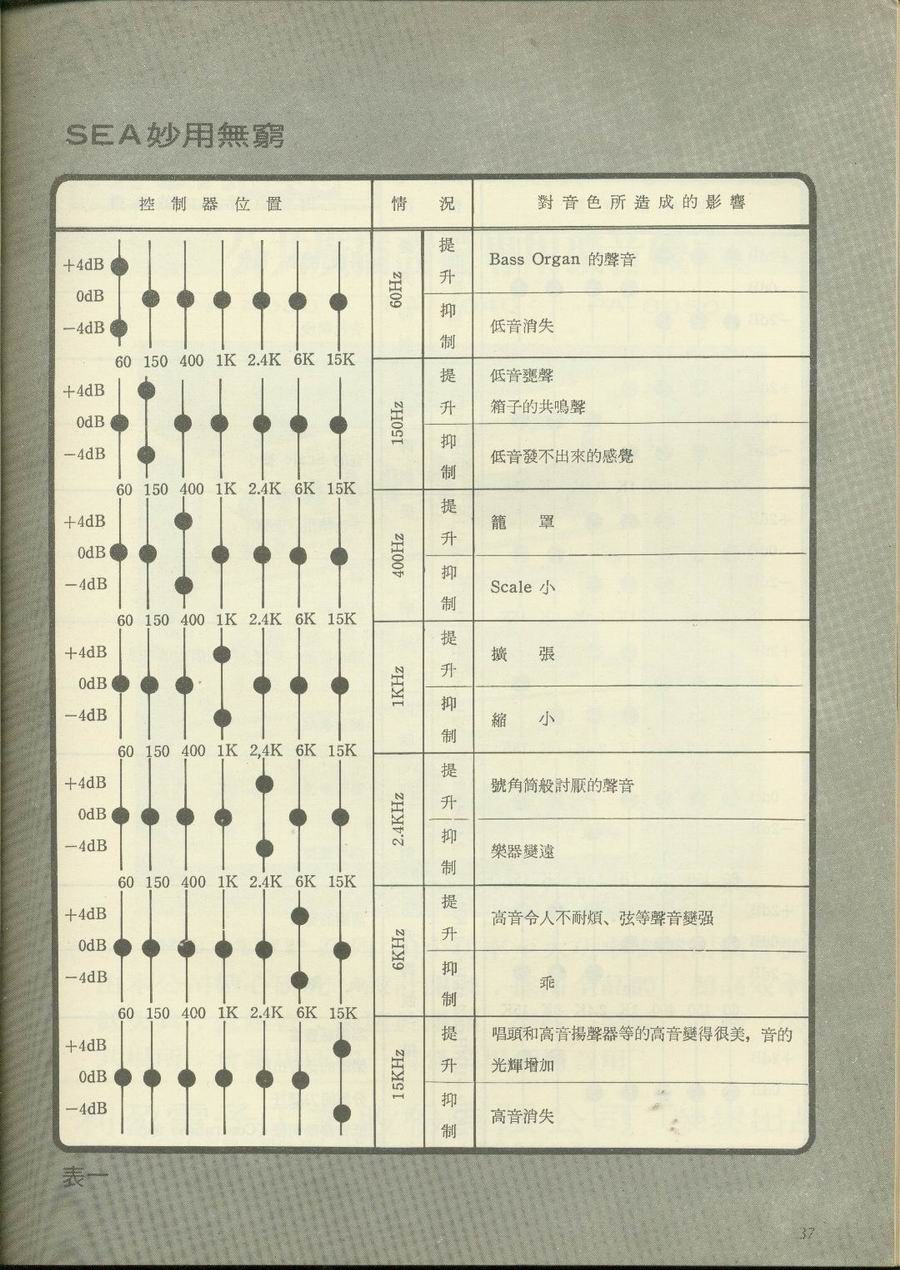 SEA妙用無窮
控制器位置 情況 對音色所造成的影響
+4dB
0dB
−4dB
60 150 400 1K 2.4K 6K 15K
60Hz
提升
Bass Organ 的聲音
抑制
低音消失
+4dB
0dB
−4dB
60 150 400 1K 2.4K 6K 15K
150Hz
提升
低音甕聲
箱子的共鳴聲
抑制
低音發不出來的感覺
+4dB
0dB
−4dB
60 150 400 1K 2.4K 6K 15K
400Hz
提升
籠罩
抑制
Scale 小
+4dB
0dB
−4dB
60 150 400 1K 2,4K 6K 15K
1KHz
提升
擴張
抑制
縮小
+4dB
0dB
−4dB
60 150 400 1K 2.4K 6K 15K
2.4KHz
提升
號角筒般討厭的聲音
抑制
樂器變遠
+4dB
0dB
−4dB
60 150 400 1K 2.4K 6K 15K
6KHz
提升
高音令人不耐煩、弦等聲音變强
抑制
乖
+4dB
0dB
−4dB
15KHz
提升
唱頭和高音揚聲器等的高音變得很美，音的
光輝增加
抑制
高音消失
表一
37